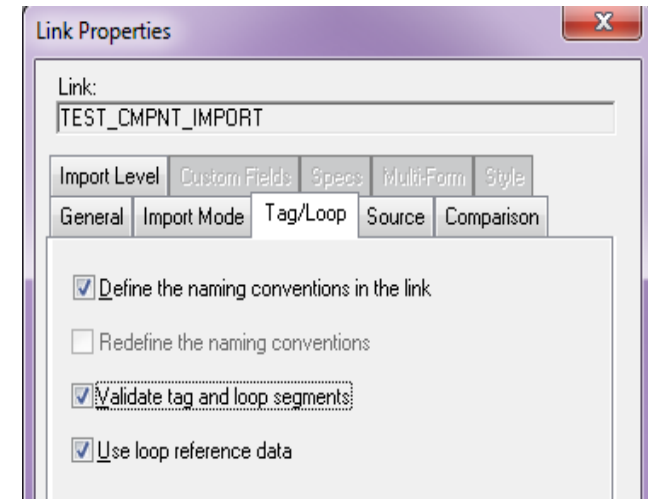 Link Properties
X
Link:
TEST_CMPNT_IMPORT
Import Level Custom Fields Specs Multi-Form Style
General Import Mode Tag/Loop Source Comparison
Define the naming conventions in the link
Redefine the naming conventions
Validate tag and loop segments
Use loop reference data